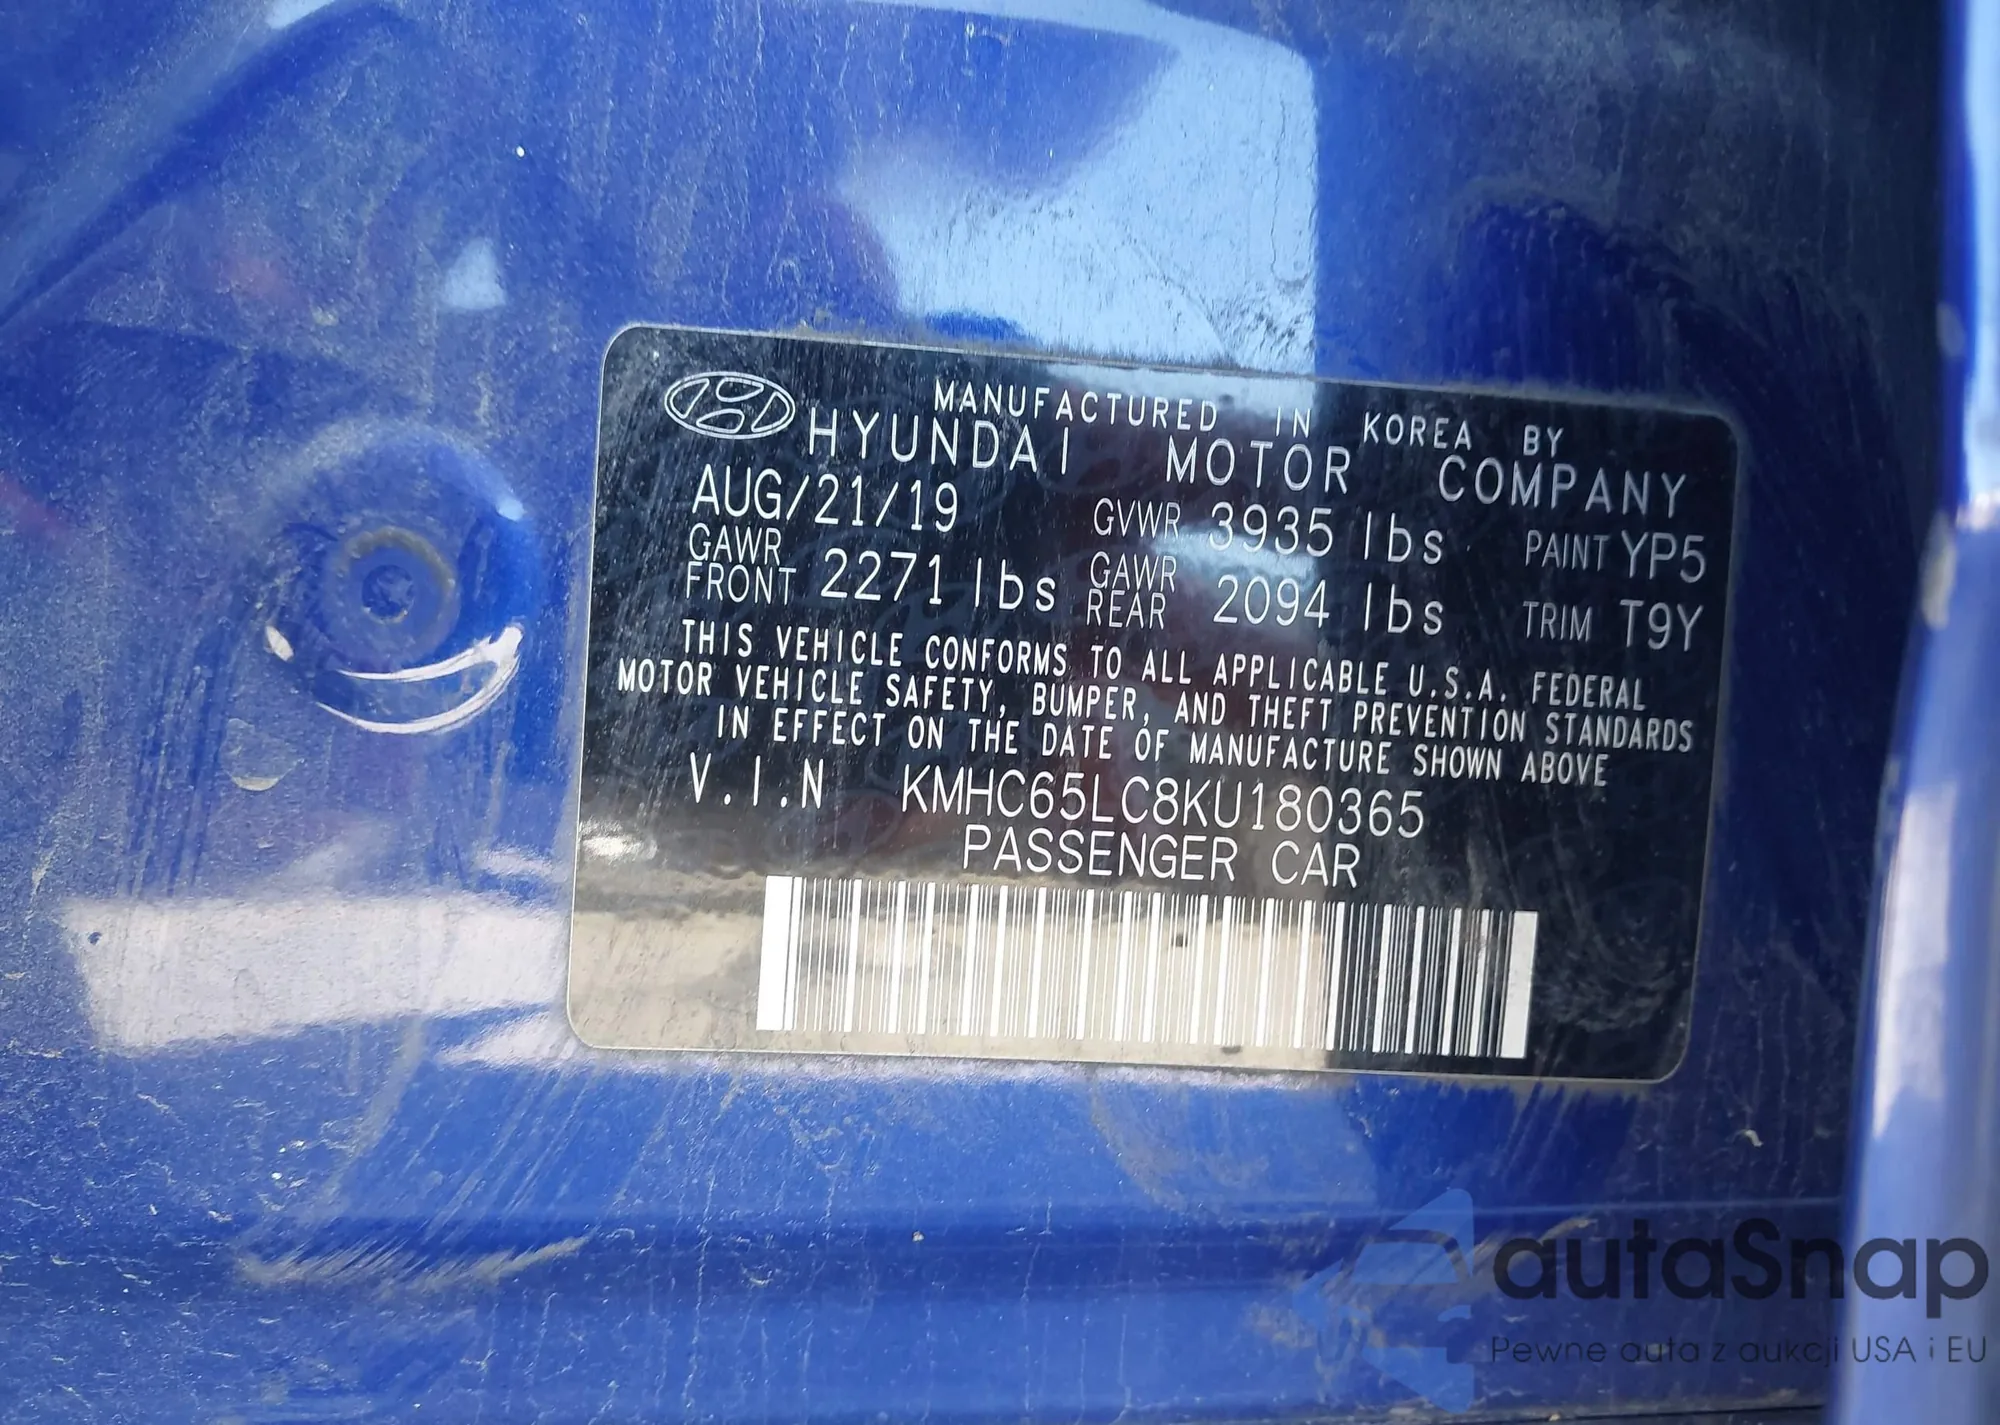 MANUFACTURED IN KOREA BY
HYUNDAI MOTOR COMPANY
AUG/21/19 GVWR 3935 lbs PAINT YP5
GAWR FRONT 2271 lbs GAWR REAR 2094 lbs TRIM T9Y
THIS VEHICLE CONFORMS TO ALL APPLICABLE U.S.A. FEDERAL
MOTOR VEHICLE SAFETY, BUMPER, AND THEFT PREVENTION STANDARDS
IN EFFECT ON THE DATE OF MANUFACTURE SHOWN ABOVE
V.I.N KMHC65LC8KU180365
PASSENGER CAR
autaSnap
Pewne auta z aukcji USA i EU